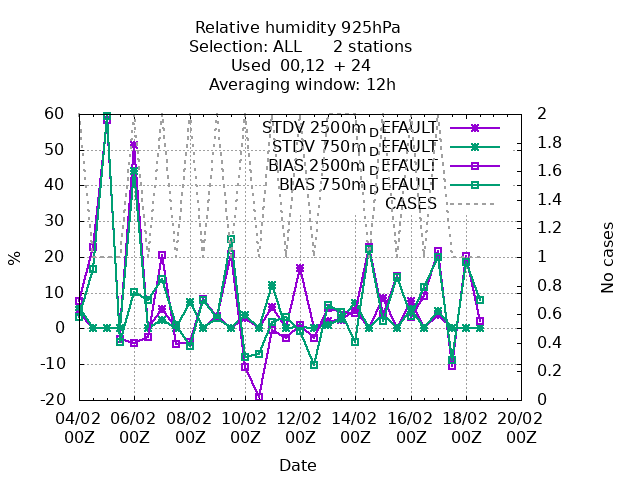 Relative humidity 925hPa
Selection: ALL 2 stations
Used 00,12 + 24
Averaging window: 12h
STDV 2500m DEFAULT
STDV 750m DEFAULT
BIAS 2500m DEFAULT
BIAS 750m DEFAULT
CASES
60
50
40
30
20
10
0
-10
-20
%
2
1.8
1.6
1.4
1.2
1
0.8
0.6
0.4
0.2
0
No cases
04/02 06/02 08/02 10/02 12/02 14/02 16/02 18/02 20/02
00Z 00Z 00Z 00Z 00Z 00Z 00Z 00Z 00Z
Date